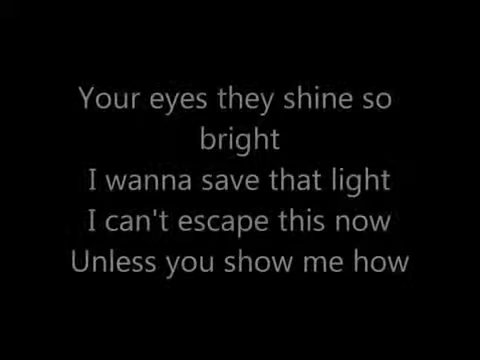 Your eyes they shine so
bright
I wanna save that light
I can't escape this now
Unless you show me how